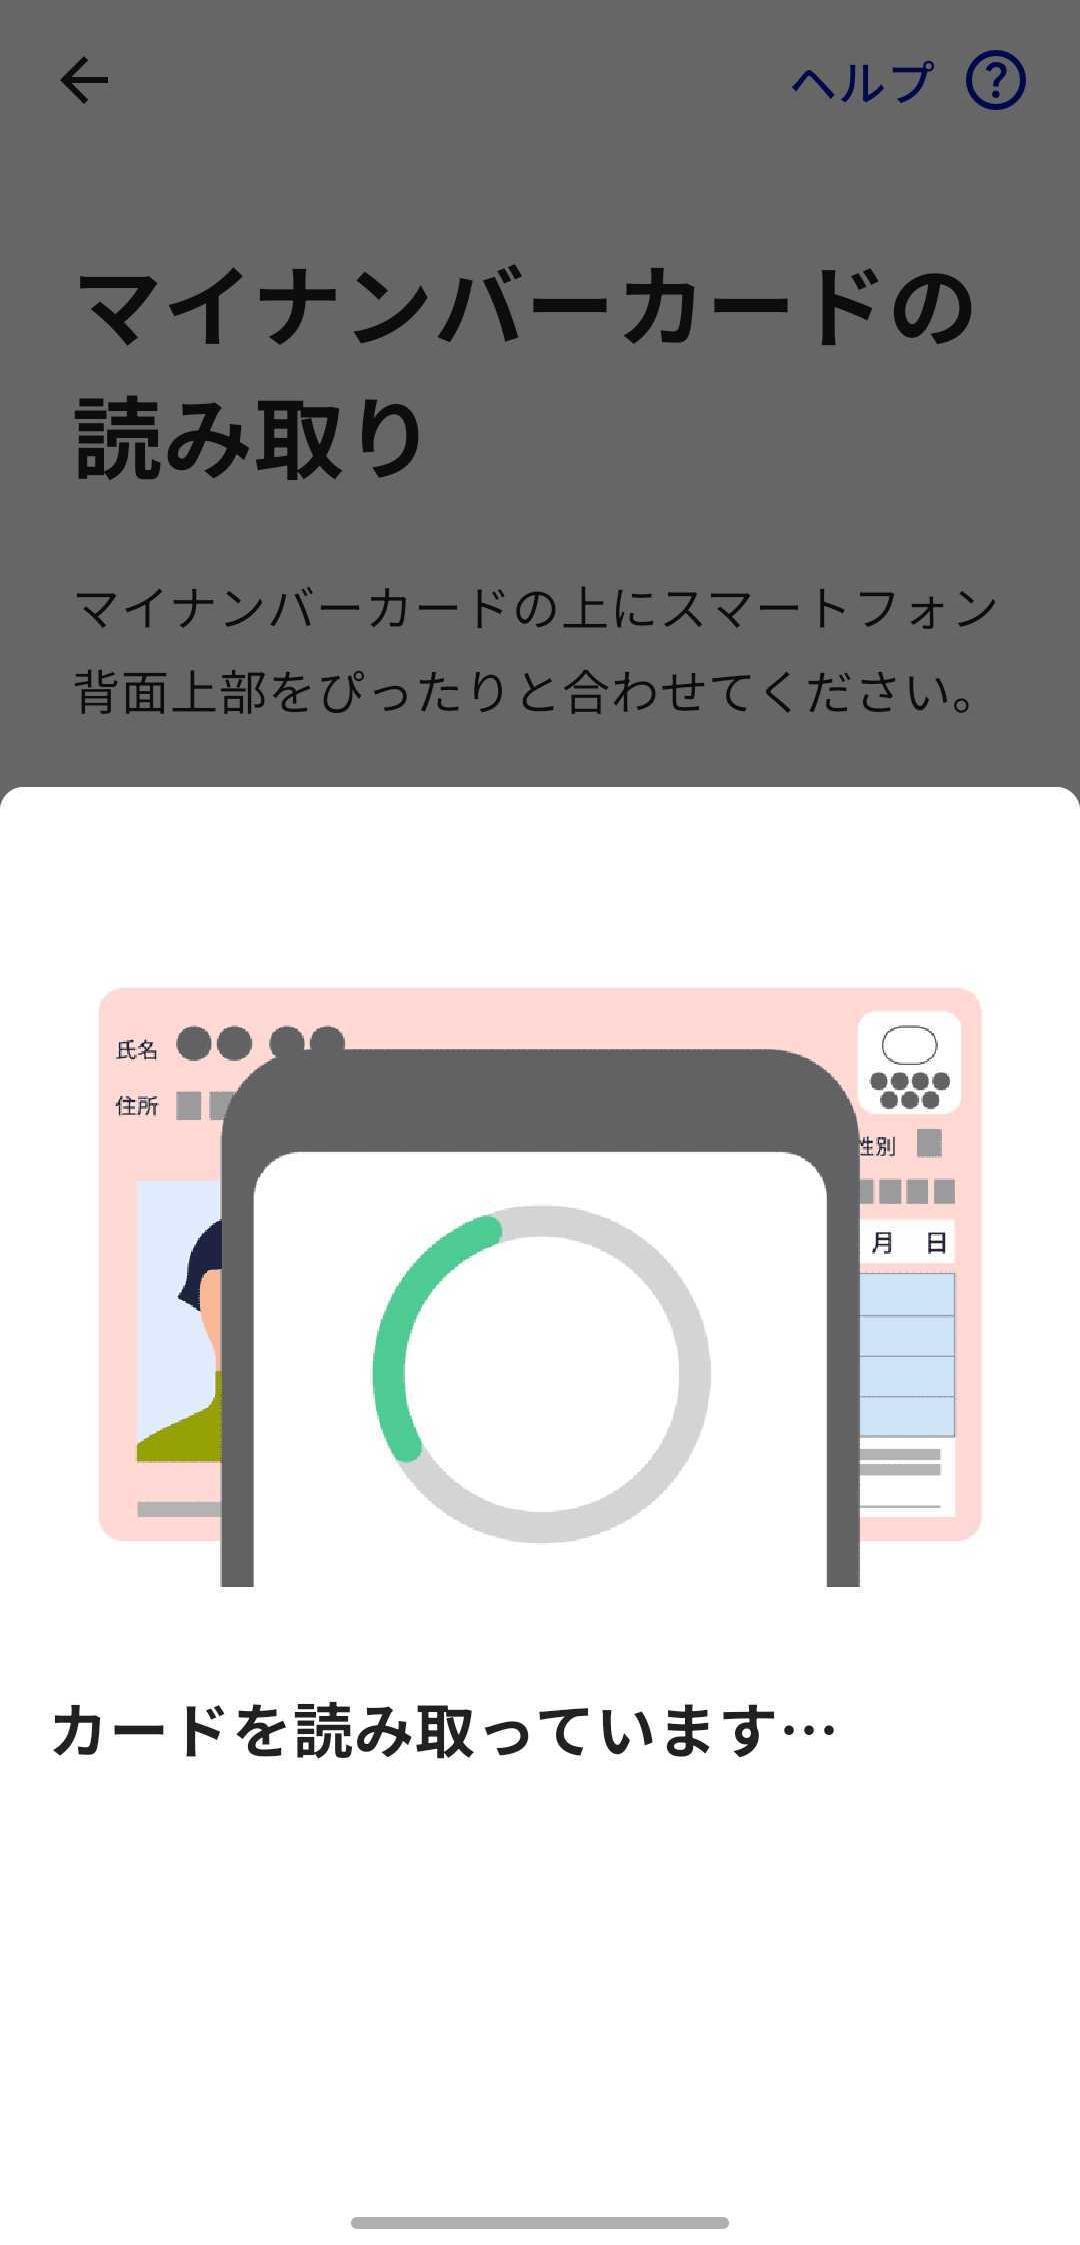 ヘルプ
マイナンバーカードの
読み取り
マイナンバーカードの上にスマートフォン
背面上部をぴったりと合わせてください。
氏名
住所
性別
月 日
カードを読み取っています…